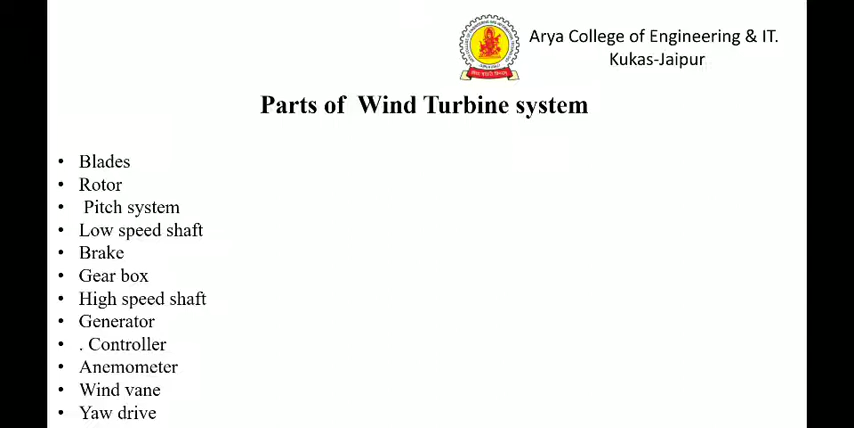 Arya College of Engineering & IT.
Kukas-Jaipur
Parts of Wind Turbine system
• Blades
• Rotor
• Pitch system
• Low speed shaft
• Brake
• Gear box
• High speed shaft
• Generator
• . Controller
• Anemometer
• Wind vane
• Yaw drive